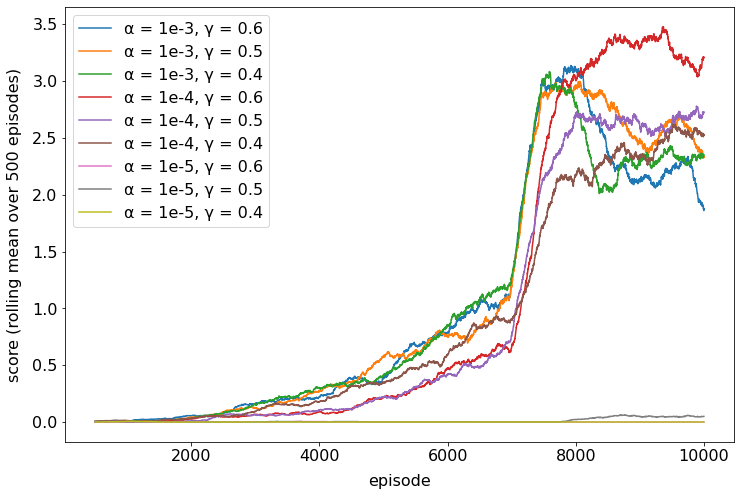 α = 1e-3, γ = 0.6
α = 1e-3, γ = 0.5
α = 1e-3, γ = 0.4
α = 1e-4, γ = 0.6
α = 1e-4, γ = 0.5
α = 1e-4, γ = 0.4
α = 1e-5, γ = 0.6
α = 1e-5, γ = 0.5
α = 1e-5, γ = 0.4
score (rolling mean over 500 episodes)
3.5
3.0
2.5
2.0
1.5
1.0
0.5
0.0
2000 4000 6000 8000 10000
episode